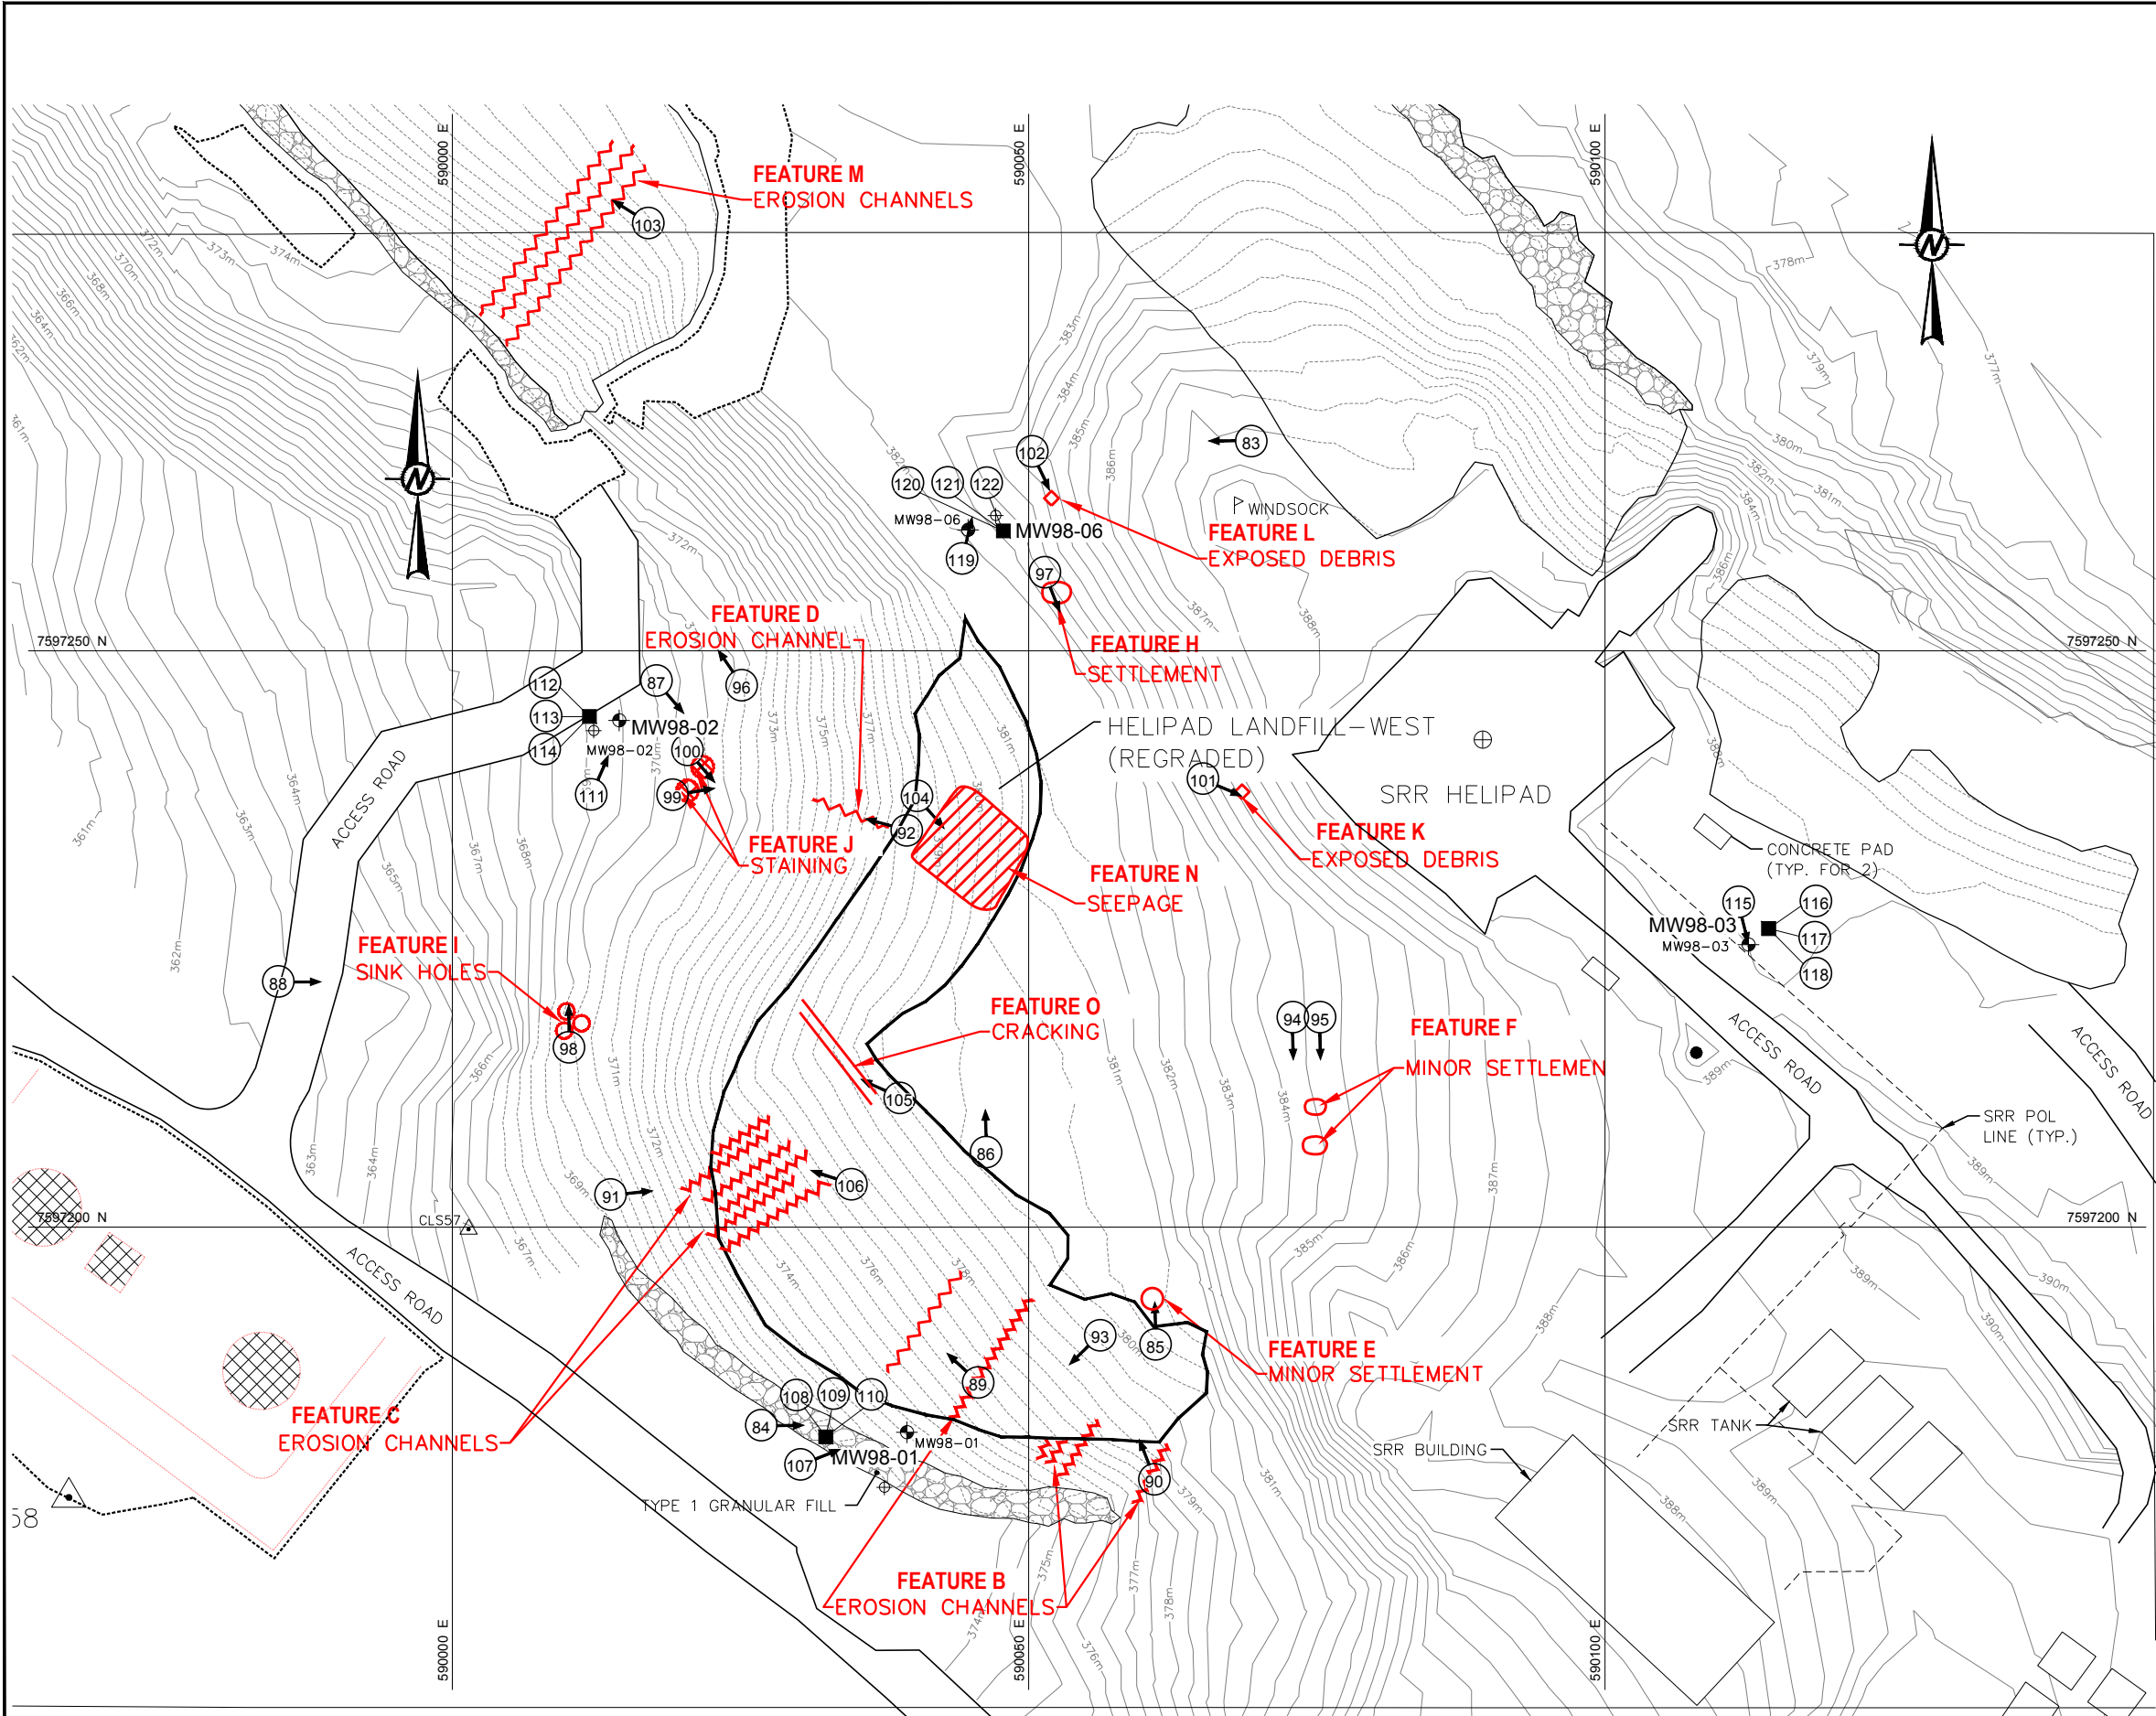 590000 E
590050 E
590100 E
FEATURE M
EROSION CHANNELS
103
N
N
378m
372m
373m
374m
370m
368m
366m
364m
362m
361m
383m
384m
385m
386m
382m
377m
379m
380m
382m
381m
384m
386m
83
102
120
121
122
WINDSOCK
MW98-06
MW98-06
119
FEATURE L
EXPOSED DEBRIS
N
372m
97
387m
388m
FEATURE D
EROSION CHANNEL
7597250 N
7597250 N
FEATURE H
SETTLEMENT
112
87
96
113
MW98-02
114
MW98-02
100
373m
375m
377m
381m
HELIPAD LANDFILL-WEST
(REGRADED)
388m
370m
111
99
104
92
101
SRR HELIPAD
ACCESS ROAD
364m
363m
361m
368m
367m
365m
362m
366m
FEATURE J
STAINING
FEATURE K
EXPOSED DEBRIS
CONCRETE PAD
(TYP. FOR 2)
FEATURE N
SEEPAGE
115
116
MW98-03
MW98-03
117
118
FEATURE I
SINK HOLES
88
98
FEATURE O
CRACKING
94
95
FEATURE F
MINOR SETTLEMEN
ACCESS ROAD
ACCESS ROAD
389m
371m
381m
382m
383m
384m
105
86
SRR POL
LINE (TYP.)
363m
364m
372m
369m
106
91
387m
389m
7597200 N
CLS57
7597200 N
ACCESS ROAD
367m
374m
376m
378m
385m
386m
389m
390m
390m
388m
93
380m
85
FEATURE E
MINOR SETTLEMENT
89
108
109
110
FEATURE C
EROSION CHANNELS
84
MW98-01
107
MW98-01
SRR TANK
SRR BUILDING
90
58
TYPE 1 GRANULAR FILL
379m
381m
388m
389m
375m
377m
378m
FEATURE B
EROSION CHANNELS
374m
376m
590000 E
590050 E
590100 E